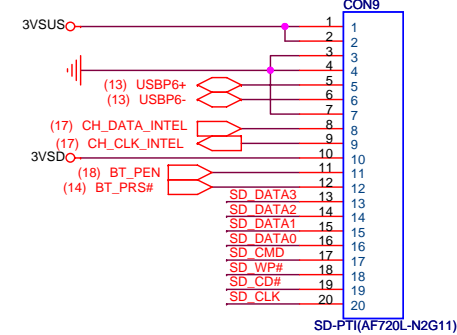 CON9
3VSUS 1 1
2 2
3 3
4 4
(13) USBP6+ 5 5
(13) USBP6- 6 6
7 7
(17) CH_DATA_INTEL 8 8
(17) CH_CLK_INTEL 9 9
3VSD 10 10
(18) BT_PEN 11 11
(14) BT_PRS# 12 12
SD_DATA3 13 13
SD_DATA2 14 14
SD_DATA1 15 15
SD_DATA0 16 16
SD_CMD 17 17
SD_WP# 18 18
SD_CD# 19 19
SD_CLK 20 20
SD-PTI(AF720L-N2G11)